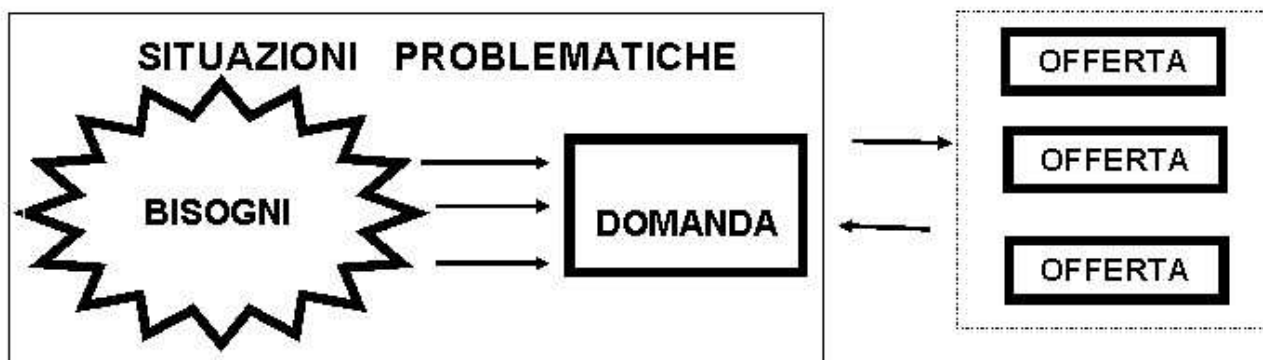 SITUAZIONI PROBLEMATICHE
BISOGNI
DOMANDA
OFFERTA
OFFERTA
OFFERTA